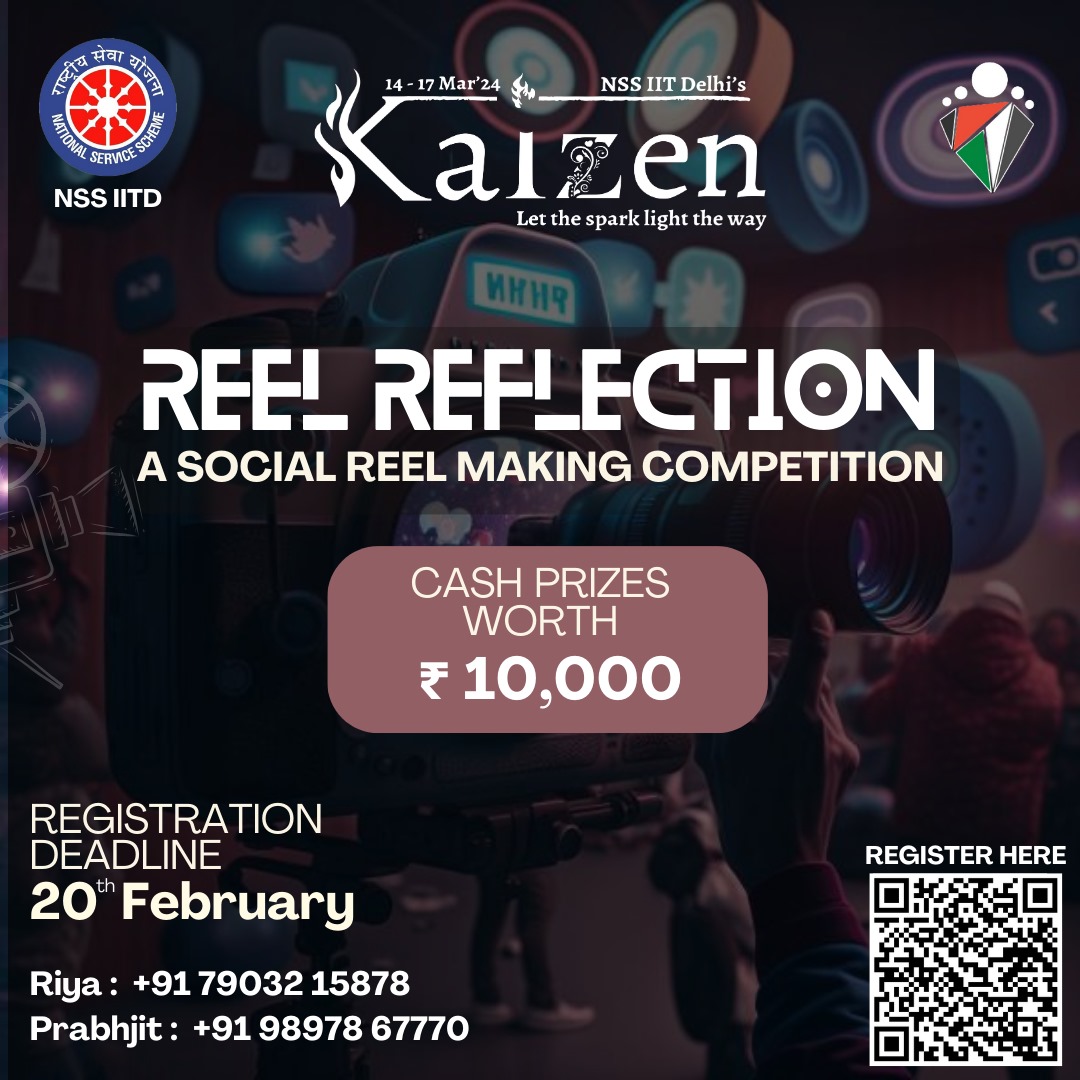 राष्ट्रीय सेवा योजना
NATIONAL SERVICE SCHEME
NSS IITD
14 - 17 Mar'24
NSS IIT Delhi's
Kaizen
Let the spark light the way
REEL REFLECTION
A SOCIAL REEL MAKING COMPETITION
CASH PRIZES
WORTH
₹ 10,000
REGISTRATION
DEADLINE
20th February
Riya : +91 79032 15878
Prabhjit : +91 98978 67770
REGISTER HERE